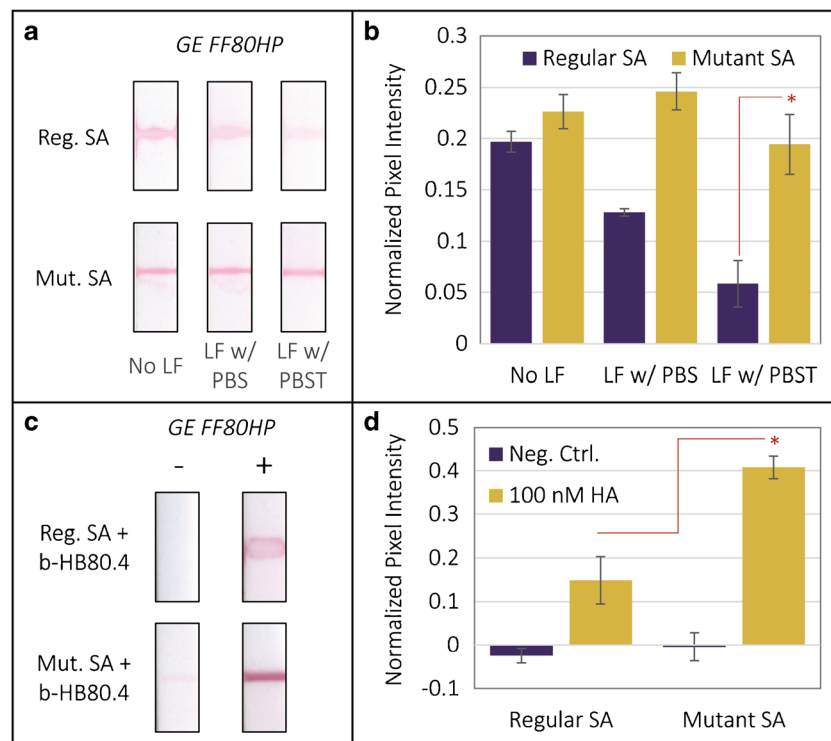 a
GE FF80HP
Reg. SA
Mut. SA
No LF
LF w/
PBS
LF w/
PBST
b
Normalized Pixel Intensity
0.3
0.25
0.2
0.15
0.1
0.05
0
Regular SA
Mutant SA
*
No LF
LF w/ PBS
LF w/ PBST
c
GE FF80HP
- +
Reg. SA +
b-HB80.4
Mut. SA +
b-HB80.4
d
Normalized Pixel Intensity
0.5
0.4
0.3
0.2
0.1
0
-0.1
Neg. Ctrl.
100 nM HA
*
Regular SA
Mutant SA